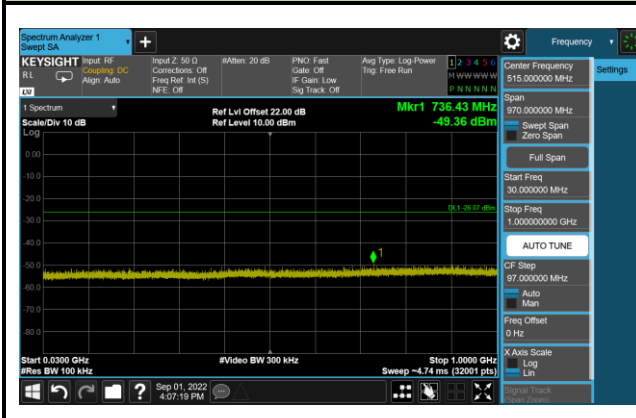 Spectrum Analyzer 1
Swept SA
+
Frequency
KEYSIGHT Input: RF Input Z: 50 Ω #Atten: 20 dB PNO: Fast Avg Type: Log-Power 1 2 3 4 5 6
RL Coupling: DC Corrections: Off Gate: Off Trig: Free Run M W W W W W
Align: Auto Freq Ref: Int (S) IF Gain: Low P N N N N N
LXI NFE: Off Sig Track: Off
1 Spectrum Ref Lvl Offset 22.00 dB Mkr1 736.43 MHz
Scale/Div 10 dB Ref Level 10.00 dBm -49.36 dBm
Log
0.00
-10.0
-20.0
DL1 -26.07 dBm
-30.0
-40.0
1
-50.0
-60.0
-70.0
-80.0
Start 0.0300 GHz #Video BW 300 kHz Stop 1.0000 GHz
#Res BW 100 kHz Sweep ~4.74 ms (32001 pts)
Sep 01, 2022
4:07:19 PM
Center Frequency
515.000000 MHz
Settings
Span
970.000000 MHz
Swept Span
Zero Span
Full Span
Start Freq
30.000000 MHz
Stop Freq
1.000000000 GHz
AUTO TUNE
CF Step
97.000000 MHz
Auto
Man
Freq Offset
0 Hz
X Axis Scale
Log
Lin
Signal Track
(Span Zoom)